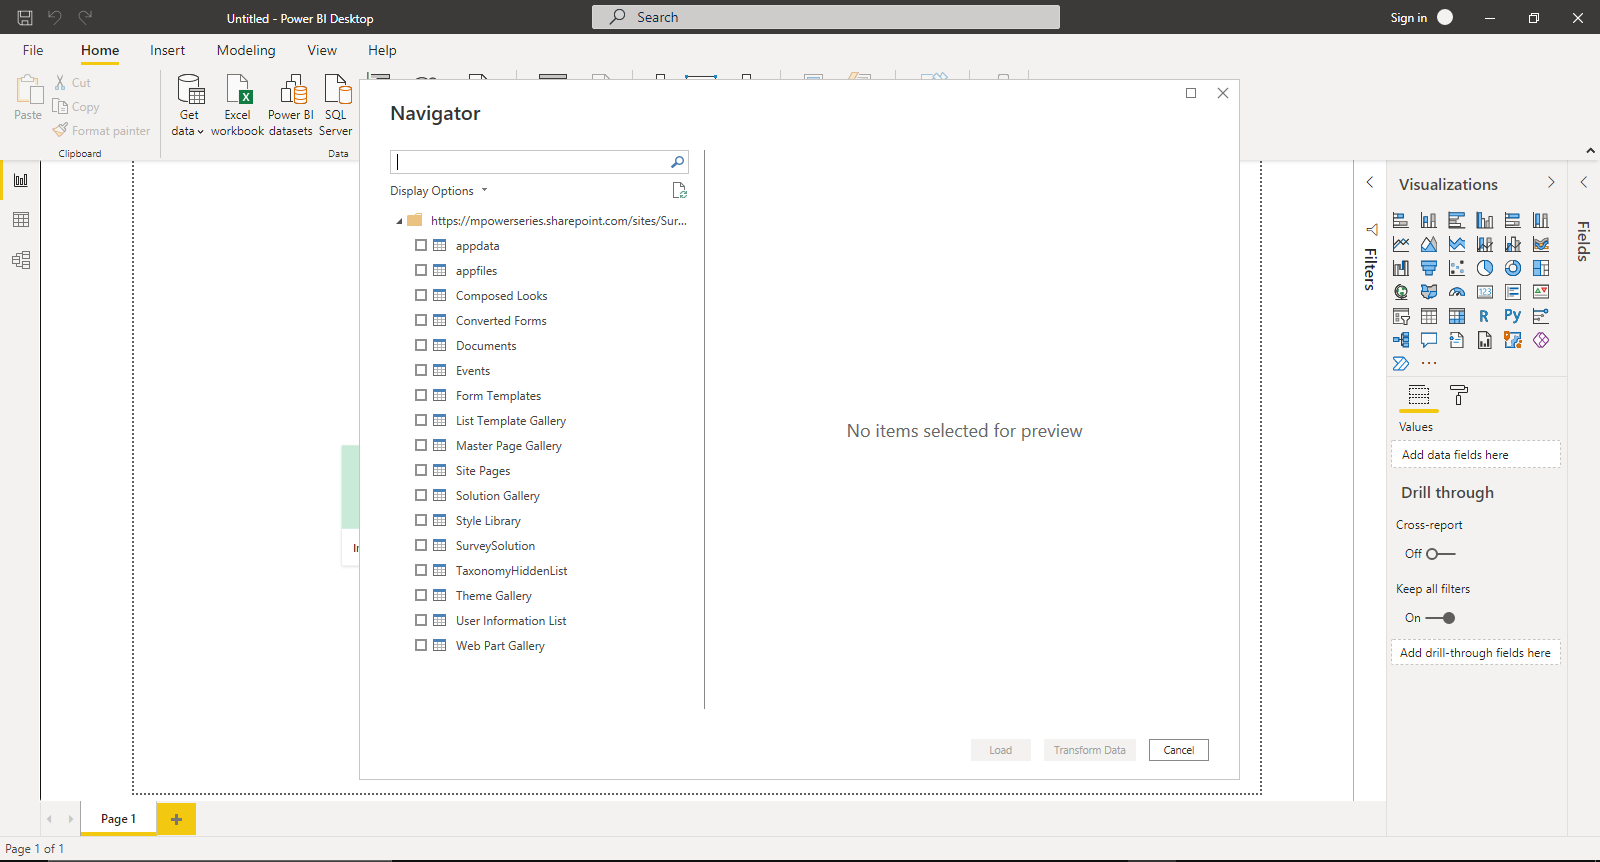 Untitled - Power BI Desktop
Search
Sign in
File Home Insert Modeling View Help
Paste
Cut
Copy
Format painter
Clipboard
Get data
Excel workbook
Power BI datasets
SQL Server
Data
Navigator
Display Options
https://mpowerseries.sharepoint.com/sites/Sur...
appdata
appfiles
Composed Looks
Converted Forms
Documents
Events
Form Templates
List Template Gallery
Master Page Gallery
Site Pages
Solution Gallery
Style Library
SurveySolution
TaxonomyHiddenList
Theme Gallery
User Information List
Web Part Gallery
No items selected for preview
Load
Transform Data
Cancel
Filters
Visualizations
123
R
Py
Values
Add data fields here
Drill through
Cross-report
Off
Keep all filters
On
Add drill-through fields here
Fields
Page 1
Page 1 of 1